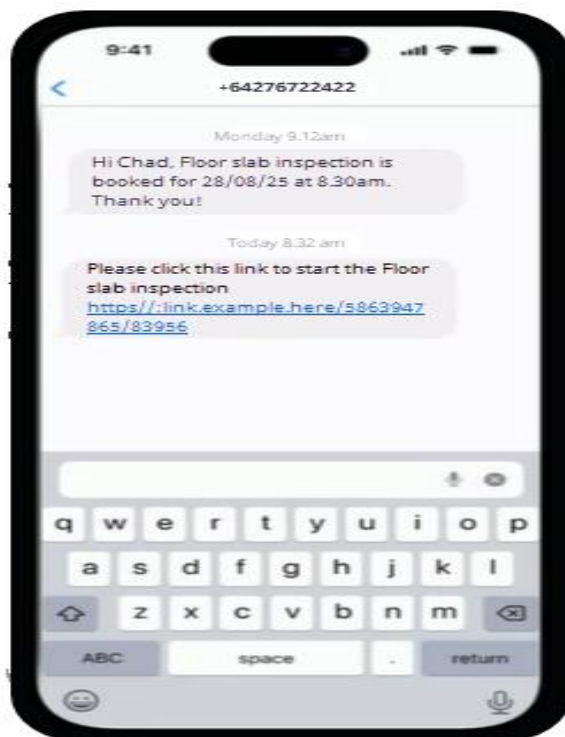 9:41
+64276722422
Monday 9.12am
Hi Chad, Floor slab inspection is
booked for 28/08/25 at 8.30am.
Thank you!
Today 8.32 am
Please click this link to start the Floor
slab inspection
https//:link.example.here/5863947
865/83956
q w e r t y u i o p
a s d f g h j k l
z x c v b n m
ABC space . return